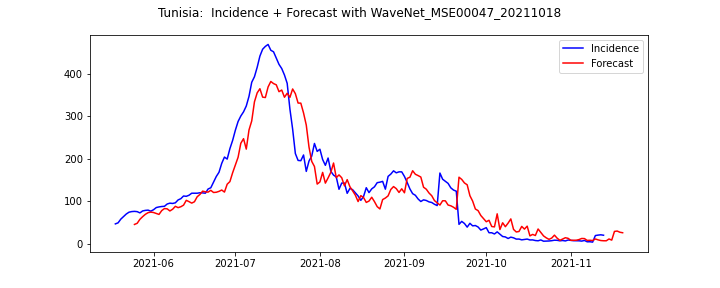 Tunisia:  Incidence + Forecast with WaveNet_MSE00047_20211018
Incidence
Forecast
400
300
200
100
0
2021-06 2021-07 2021-08 2021-09 2021-10 2021-11